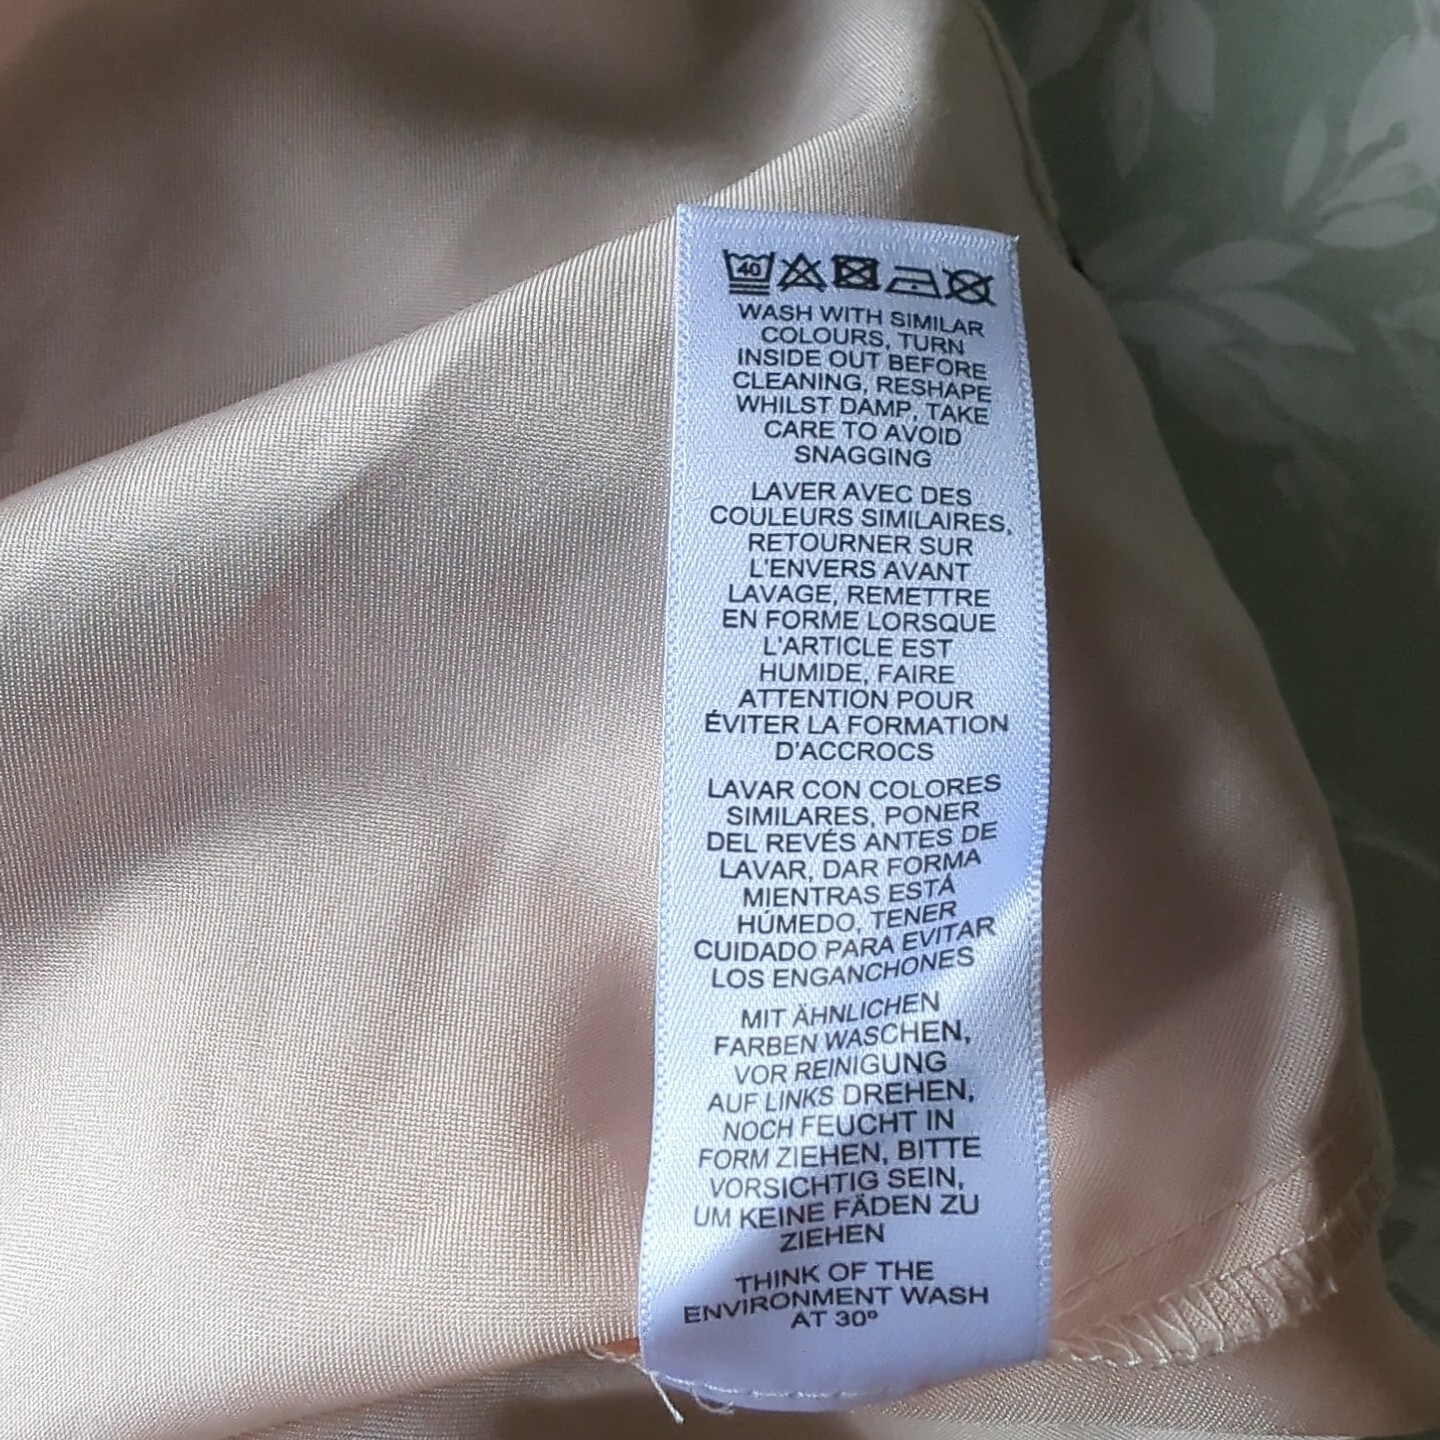 40
WASH WITH SIMILAR
COLOURS, TURN
INSIDE OUT BEFORE
CLEANING, RESHAPE
WHILST DAMP, TAKE
CARE TO AVOID
SNAGGING
LAVER AVEC DES
COULEURS SIMILAIRES,
RETOURNER SUR
L'ENVERS AVANT
LAVAGE, REMETTRE
EN FORME LORSQUE
L'ARTICLE EST
HUMIDE, FAIRE
ATTENTION POUR
ÉVITER LA FORMATION
D'ACCROCS
LAVAR CON COLORES
SIMILARES, PONER
DEL REVÉS ANTES DE
LAVAR, DAR FORMA
MIENTRAS ESTÁ
HÚMEDO, TENER
CUIDADO PARA EVITAR
LOS ENGANCHONES
MIT ÄHNLICHEN
FARBEN WASCHEN,
VOR REINIGUNG
AUF LINKS DREHEN,
NOCH FEUCHT IN
FORM ZIEHEN, BITTE
VORSICHTIG SEIN,
UM KEINE FÄDEN ZU
ZIEHEN
THINK OF THE
ENVIRONMENT WASH
AT 30º